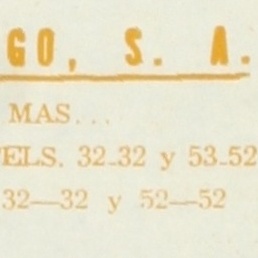 GO, S. A.
MAS...
ELS. 32-32 y 53-52
32—32 y 52—52